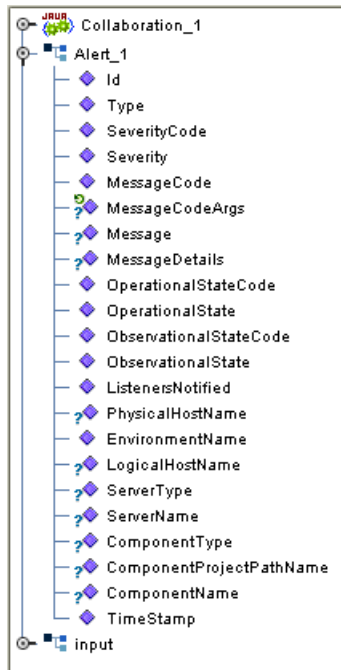 JAVA
Collaboration_1
Alert_1
Id
Type
SeverityCode
Severity
MessageCode
? MessageCodeArgs
? Message
? MessageDetails
OperationalStateCode
OperationalState
ObservationalStateCode
ObservationalState
ListenersNotified
? PhysicalHostName
EnvironmentName
? LogicalHostName
? ServerType
? ServerName
? ComponentType
? ComponentProjectPathName
? ComponentName
TimeStamp
input